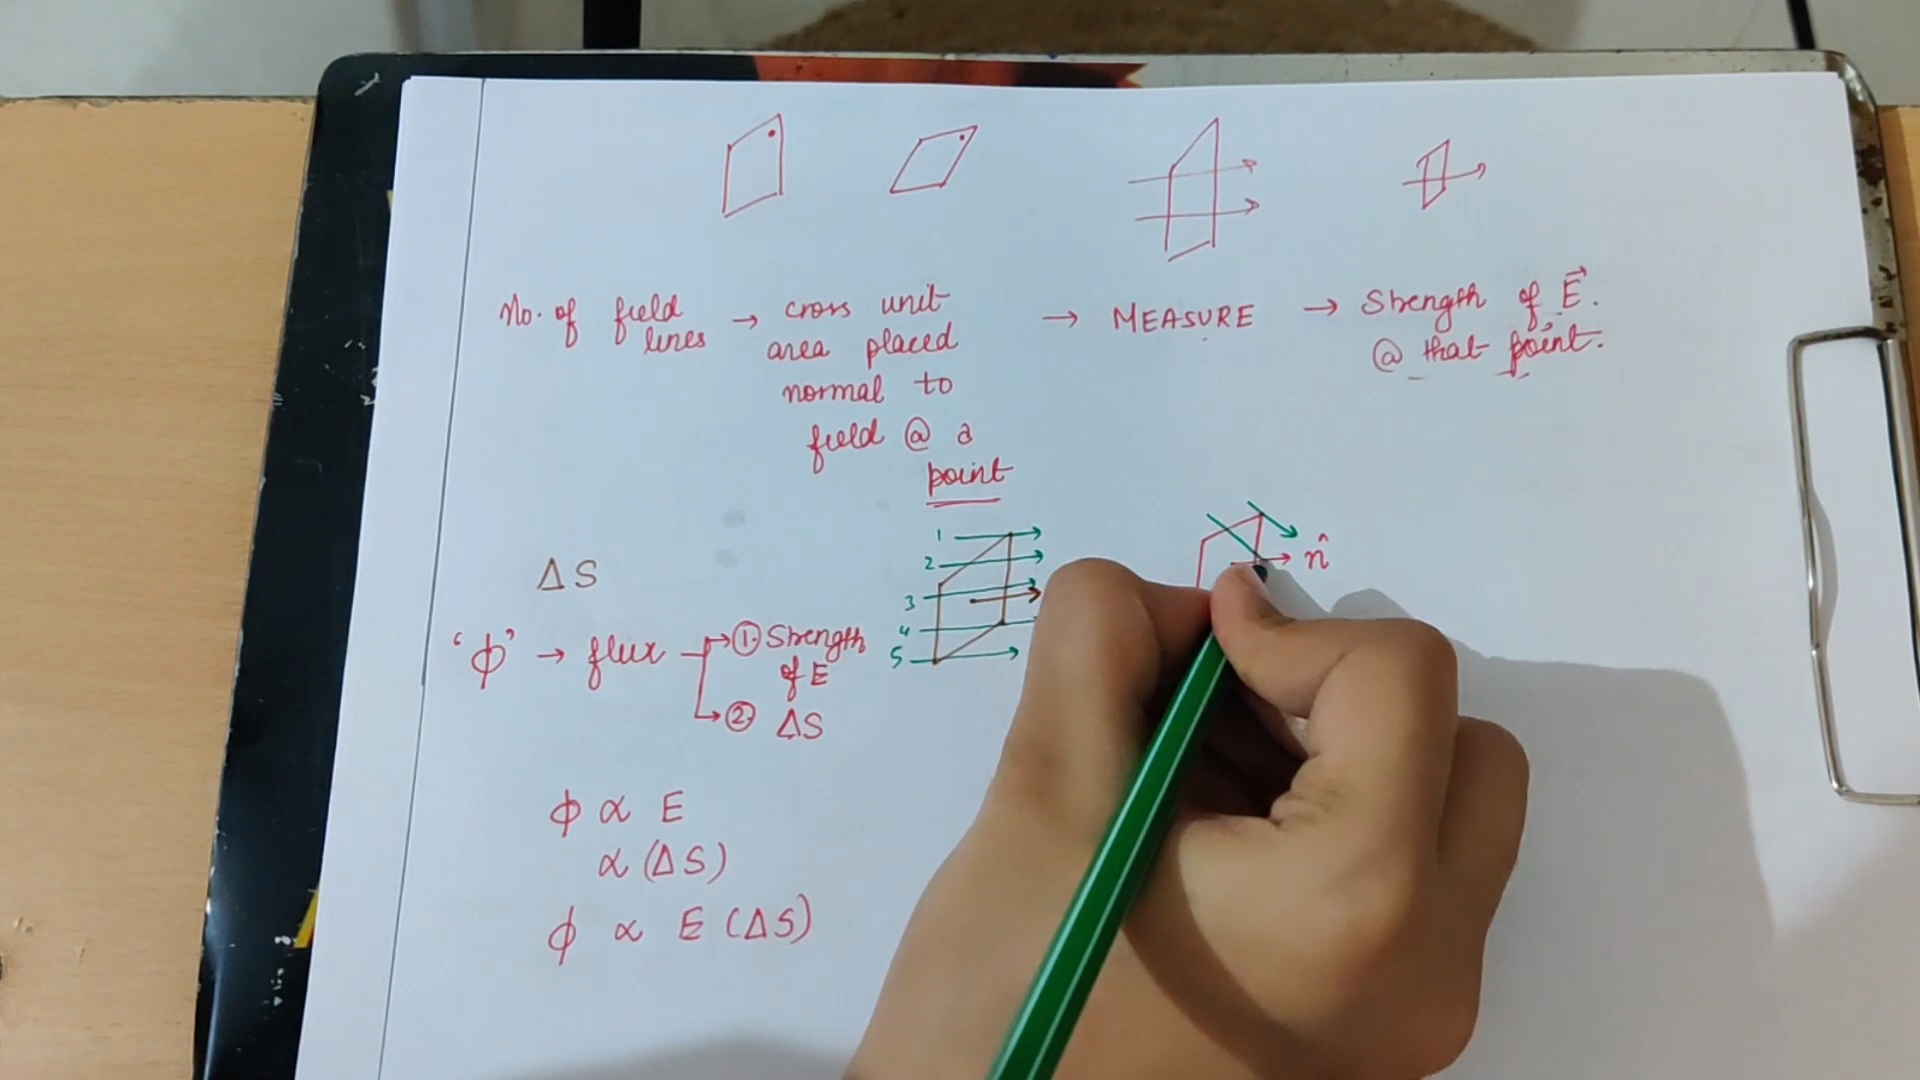 No. of field lines → cross unit area placed normal to field @ a point → MEASURE → Strength of E⃗. @ that point.
1
2
3
4
5
n̂
ΔS
'ϕ' → flux → ① Strength of E
→ ② ΔS
ϕ ∝ E
∝ (ΔS)
ϕ ∝ E (ΔS)